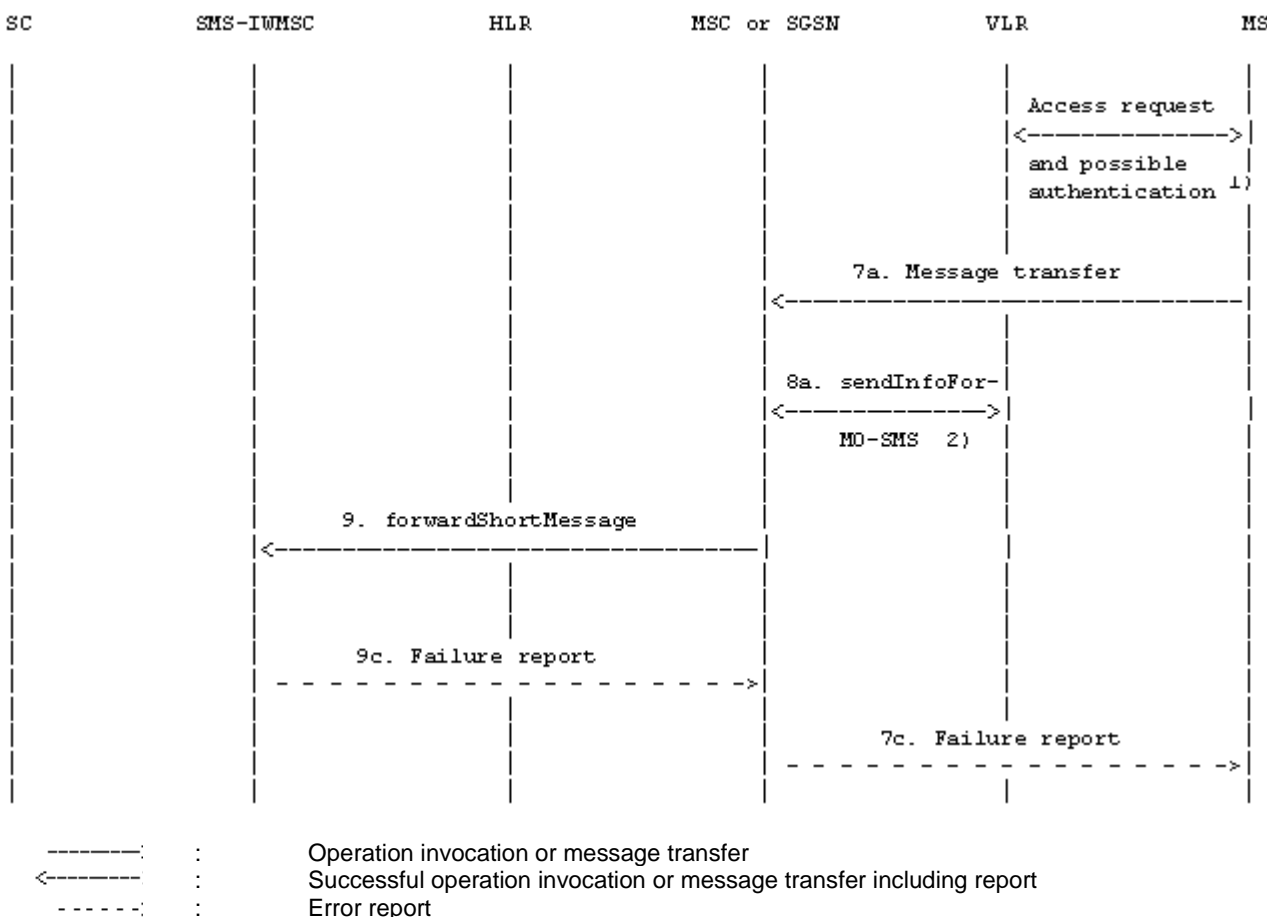 SC SMS-IWMSC HLR MSC or SGSN VLR MS
Access request
and possible
authentication 1)
7a. Message transfer
8a. sendInfoFor-
MO-SMS 2)
9. forwardShortMessage
9c. Failure report
7c. Failure report
: Operation invocation or message transfer
: Successful operation invocation or message transfer including report
: Error report